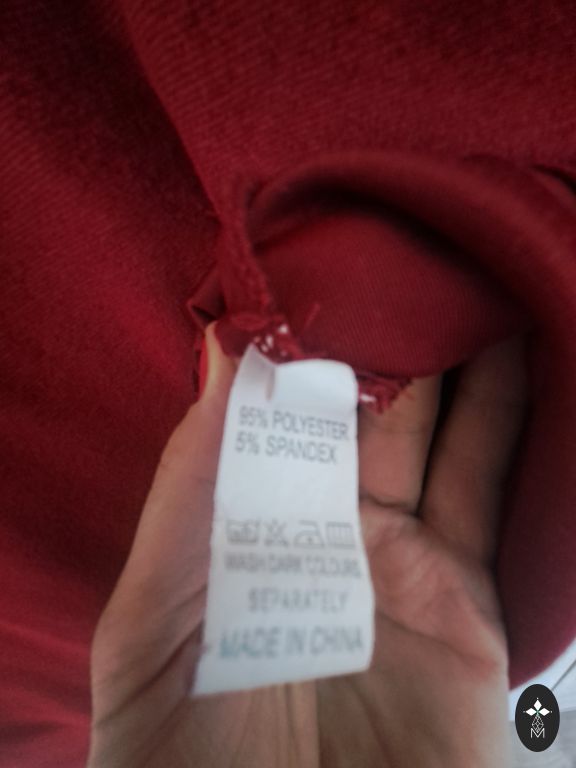 95% POLYESTER
5% SPANDEX
WASH DARK COLOURS
SEPARATELY
MADE IN CHINA
M